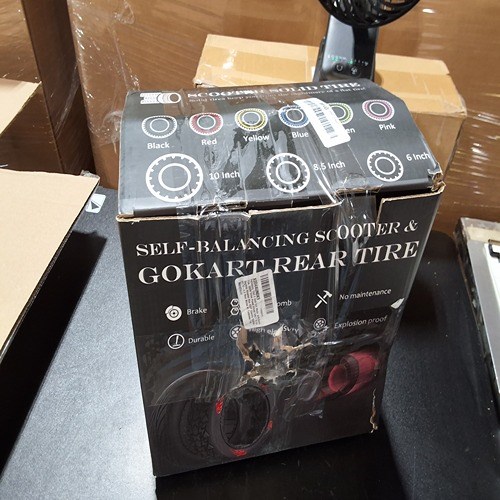 SCOOTER SOLID TIRE
Black
Red
Yellow
Blue
Pink
10 Inch
8.5 Inch
6 Inch
SELF-BALANCING SCOOTER &
GOKART REAR TIRE
Brake
No maintenance
Durable
Explosion proof